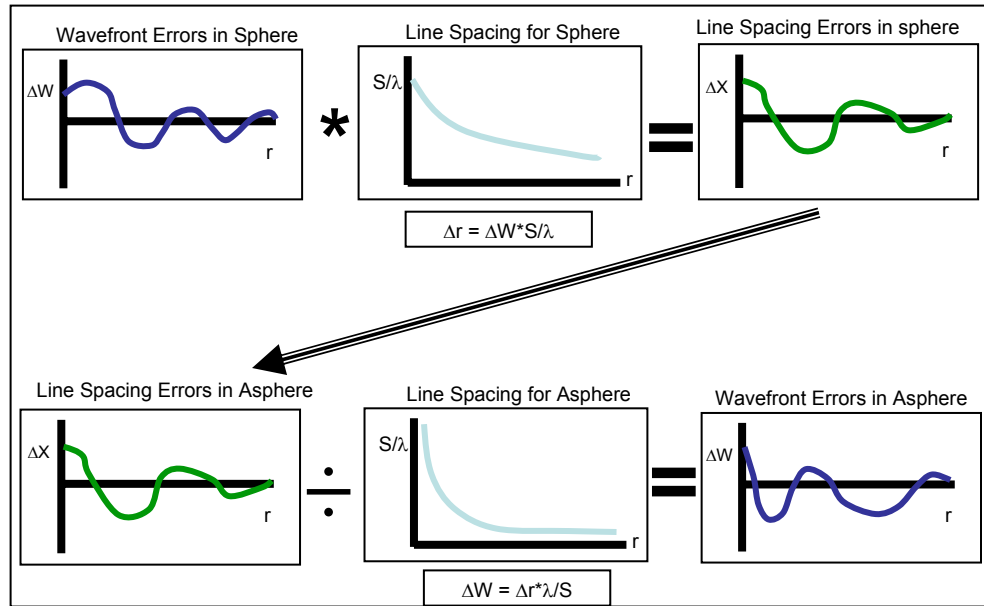 Wavefront Errors in Sphere
Line Spacing for Sphere
Line Spacing Errors in sphere
ΔW
r
*
S/λ
r
=
ΔX
r
Δr = ΔW*S/λ
Line Spacing Errors in Asphere
Line Spacing for Asphere
Wavefront Errors in Asphere
ΔX
r
÷
S/λ
r
=
ΔW
r
ΔW = Δr*λ/S